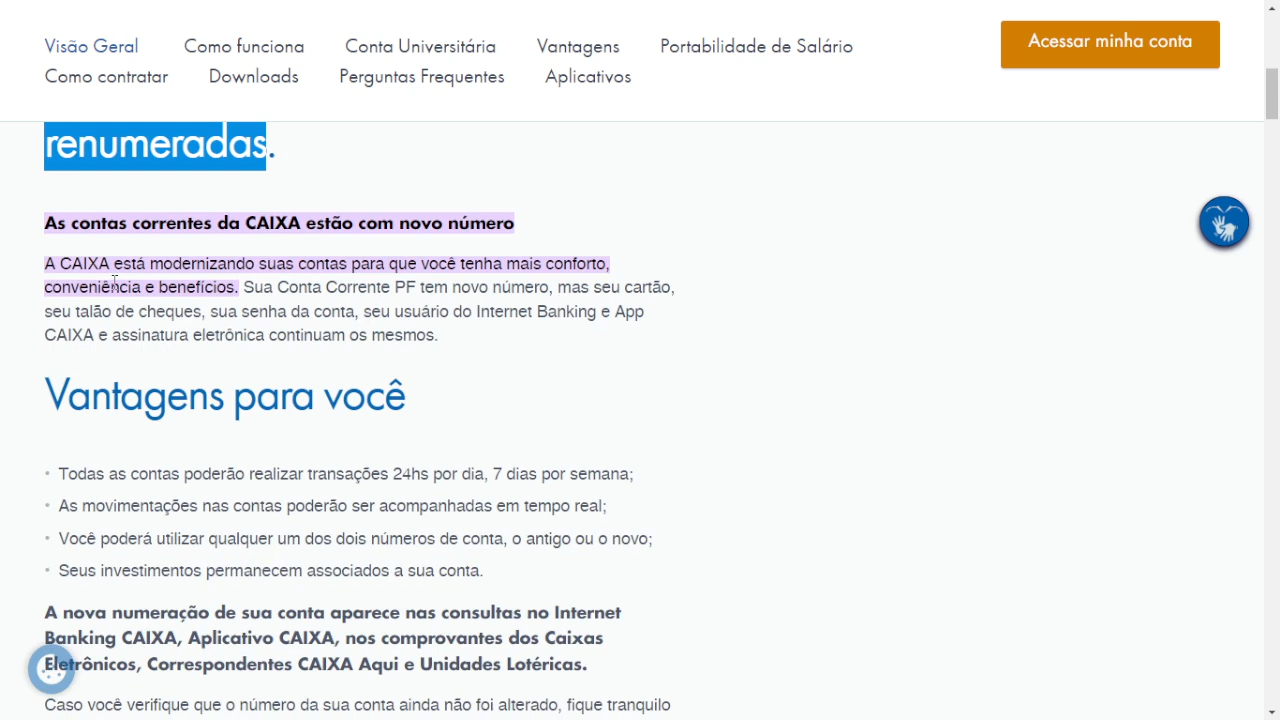 Visão Geral Como funciona Conta Universitária Vantagens Portabilidade de Salário
Como contratar Downloads Perguntas Frequentes Aplicativos
Acessar minha conta
renumeradas.
As contas correntes da CAIXA estão com novo número
A CAIXA está modernizando suas contas para que você tenha mais conforto,
conveniência e benefícios. Sua Conta Corrente PF tem novo número, mas seu cartão,
seu talão de cheques, sua senha da conta, seu usuário do Internet Banking e App
CAIXA e assinatura eletrônica continuam os mesmos.
Vantagens para você
• Todas as contas poderão realizar transações 24hs por dia, 7 dias por semana;
• As movimentações nas contas poderão ser acompanhadas em tempo real;
• Você poderá utilizar qualquer um dos dois números de conta, o antigo ou o novo;
• Seus investimentos permanecem associados a sua conta.
A nova numeração de sua conta aparece nas consultas no Internet
Banking CAIXA, Aplicativo CAIXA, nos comprovantes dos Caixas
Eletrônicos, Correspondentes CAIXA Aqui e Unidades Lotéricas.
Caso você verifique que o número da sua conta ainda não foi alterado, fique tranquilo